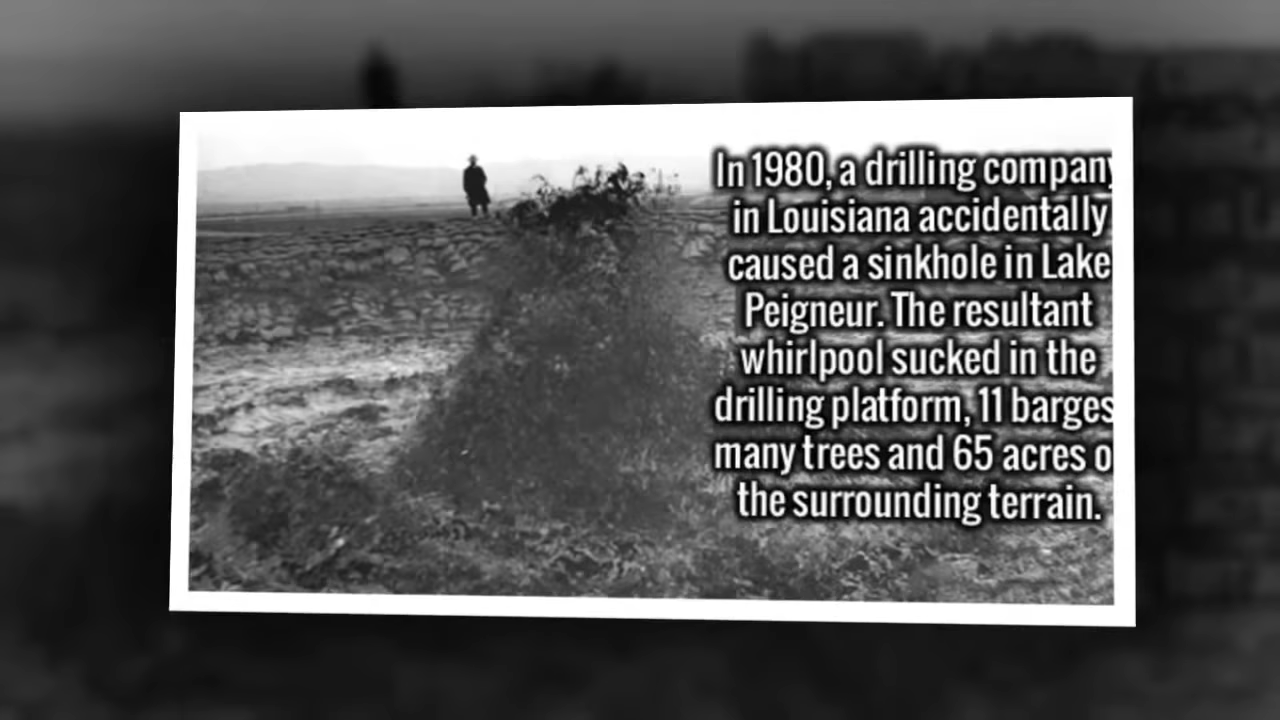 In 1980, a drilling company
in Louisiana accidentally
caused a sinkhole in Lake
Peigneur. The resultant
whirlpool sucked in the
drilling platform, 11 barges
many trees and 65 acres o
the surrounding terrain.